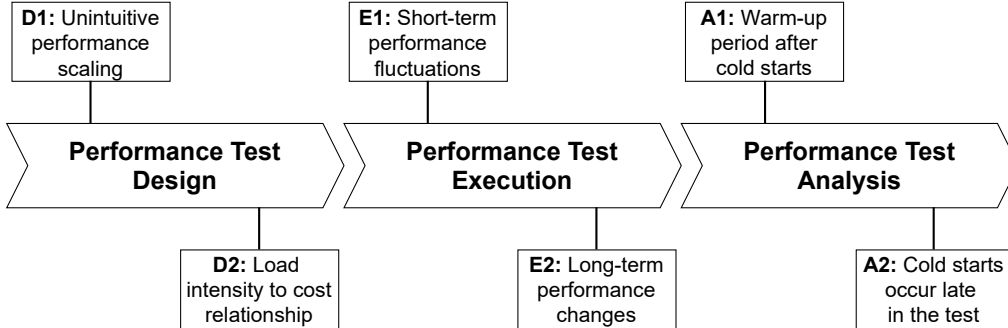 D1: Unintuitive
performance
scaling
E1: Short-term
performance
fluctuations
A1: Warm-up
period after
cold starts
Performance Test
Design
Performance Test
Execution
Performance Test
Analysis
D2: Load
intensity to cost
relationship
E2: Long-term
performance
changes
A2: Cold starts
occur late
in the test